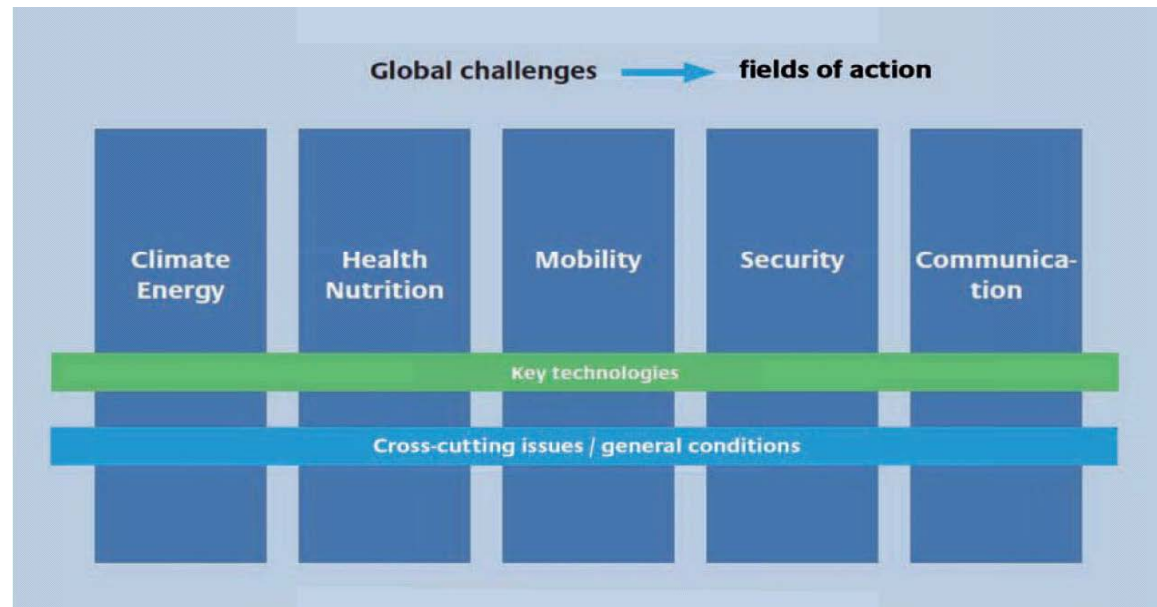 Global challenges
fields of action
Climate
Energy
Health
Nutrition
Mobility
Security
Communica-
tion
Key technologies
Cross-cutting issues / general conditions